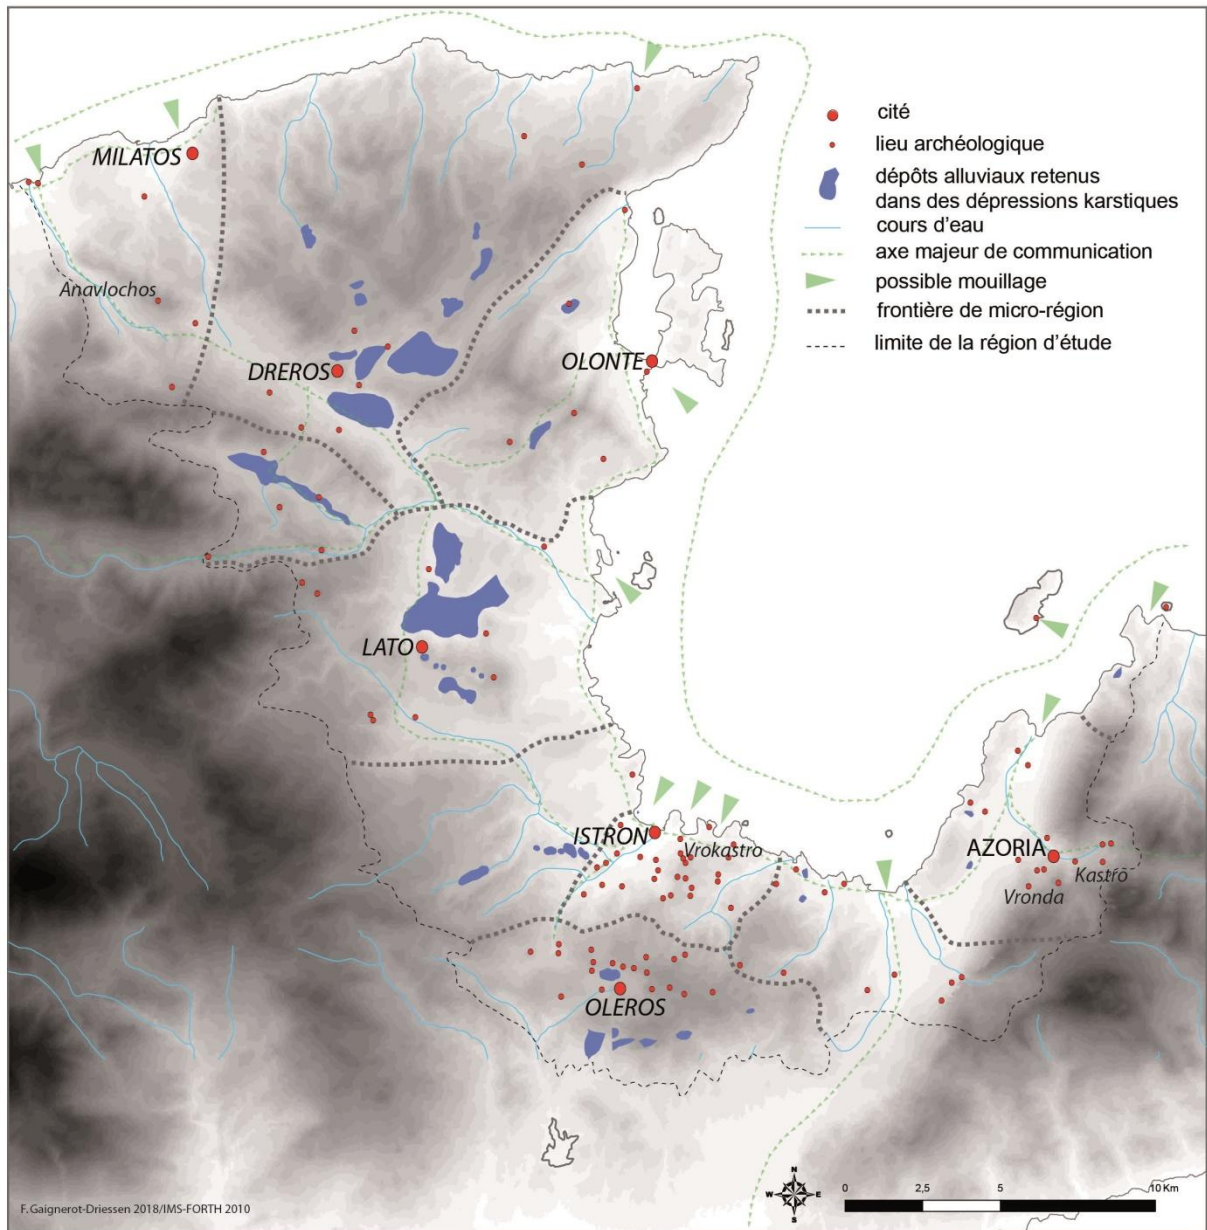 cité
MILATOS
lieu archéologique
dépôts alluviaux retenus
dans des dépressions karstiques
cours d'eau
axe majeur de communication
possible mouillage
Anavlochos
frontière de micro-région
limite de la région d'étude
DREROS
OLONTE
LATO
ISTRON
Vrokastro
AZORIA
Kastro
Vronda
OLEROS
N
W
E
S
0
2,5
5
10 Km
F. Gaignerot-Driessen 2018/IMS-FORTH 2010